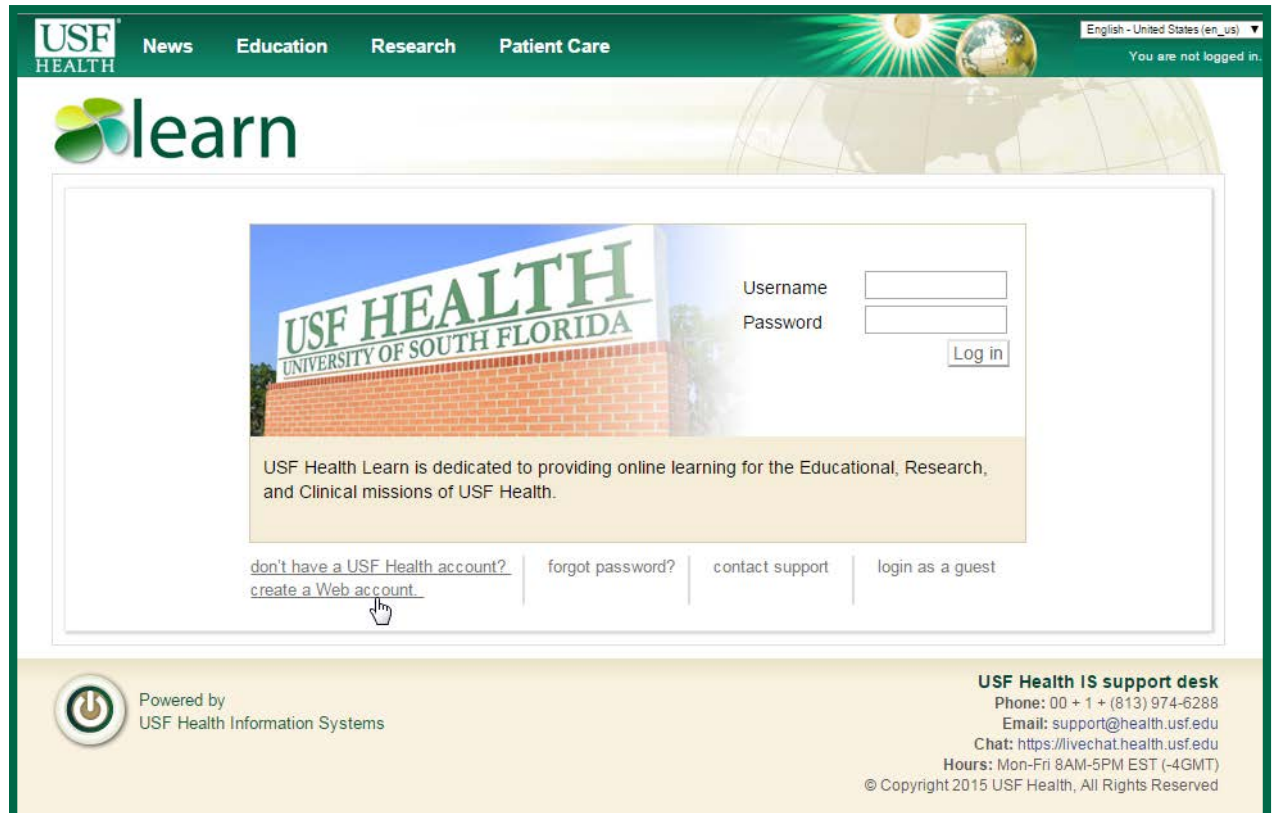 USF HEALTH
News Education Research Patient Care
English - United States (en_us)
You are not logged in.
learn
USF HEALTH
UNIVERSITY OF SOUTH FLORIDA
Username
Password
Log in
USF Health Learn is dedicated to providing online learning for the Educational, Research,
and Clinical missions of USF Health.
don't have a USF Health account?
create a Web account.
forgot password?
contact support
login as a guest
Powered by
USF Health Information Systems
USF Health IS support desk
Phone: 00 + 1 + (813) 974-6288
Email: support@health.usf.edu
Chat: https://livechat.health.usf.edu
Hours: Mon-Fri 8AM-5PM EST (-4GMT)
© Copyright 2015 USF Health, All Rights Reserved